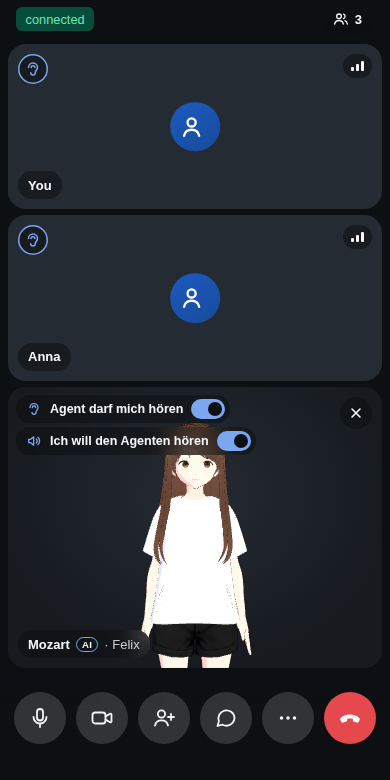 connected
3
You
Anna
Agent darf mich hören
Ich will den Agenten hören
Mozart AI · Felix